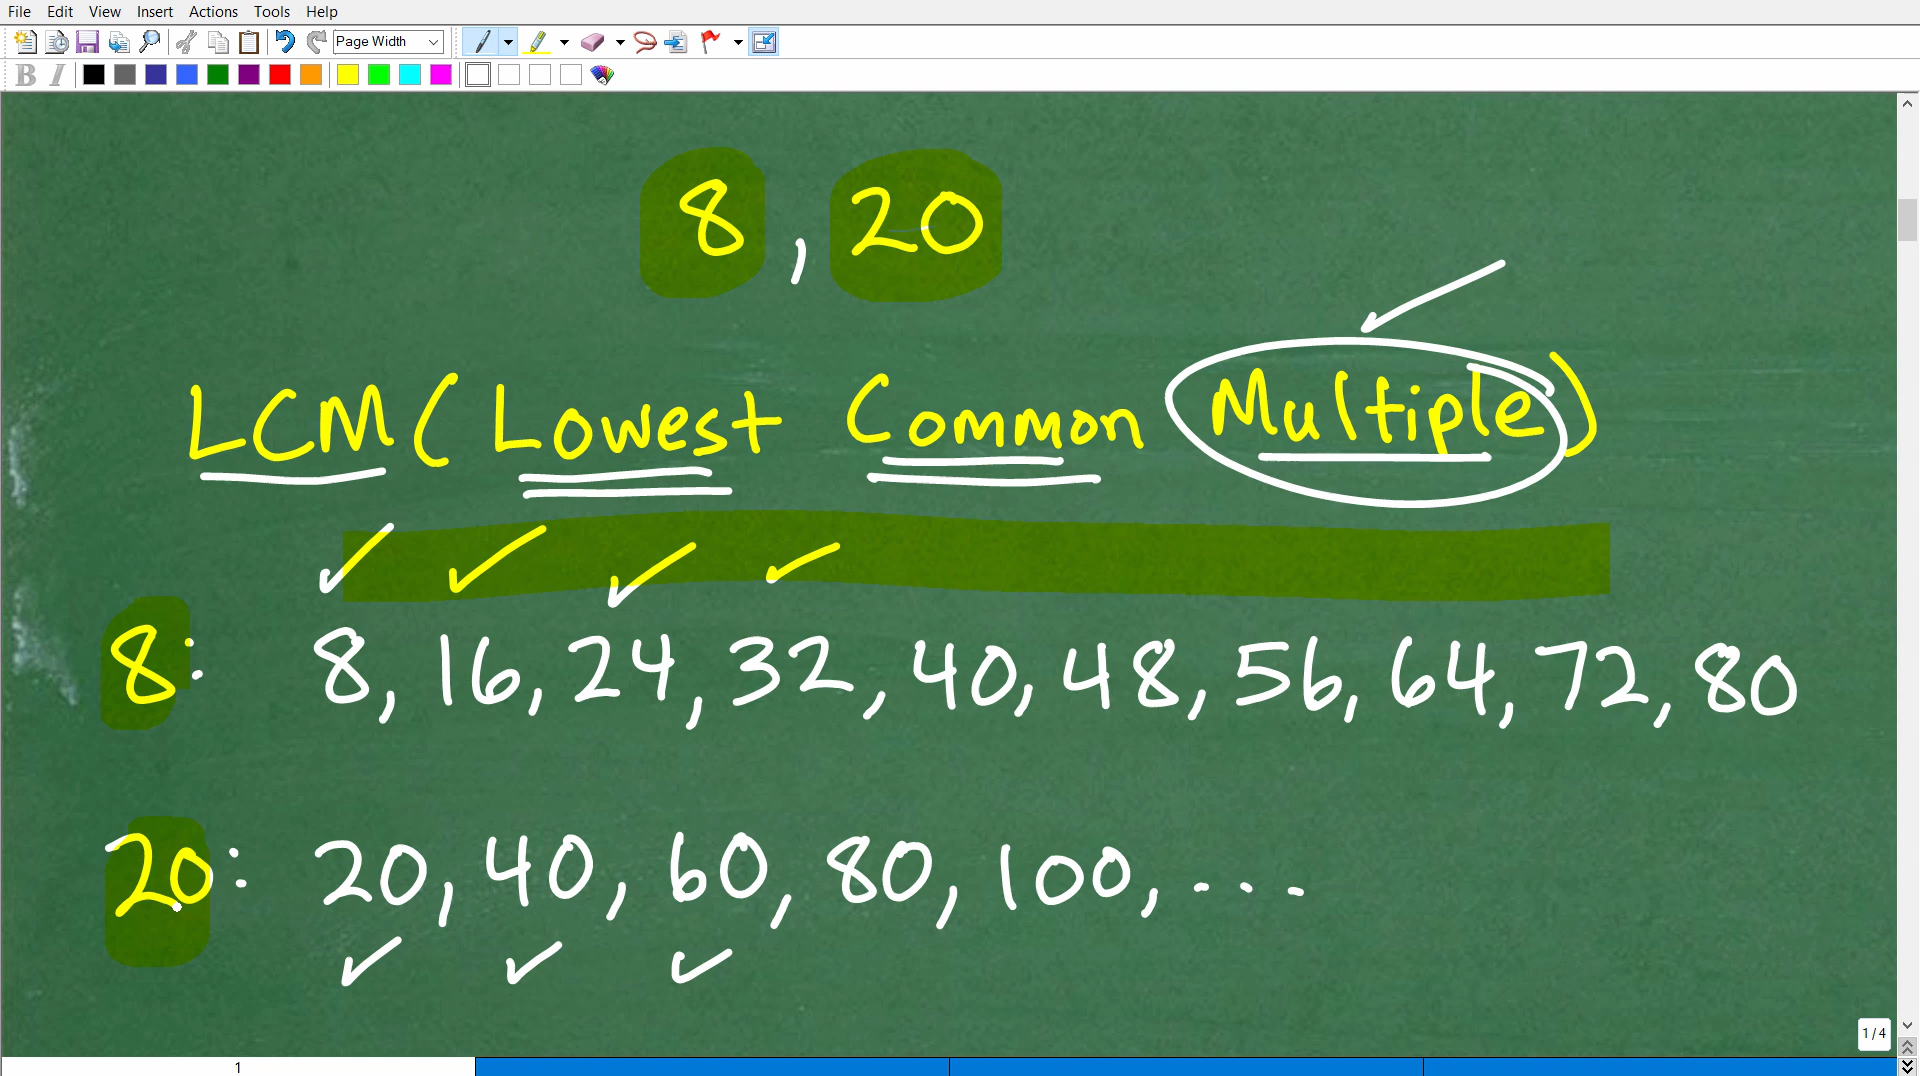 File Edit View Insert Actions Tools Help
Page Width
B I
8, 20
LCM (Lowest Common Multiple)
8: 8, 16, 24, 32, 40, 48, 56, 64, 72, 80
20: 20, 40, 60, 80, 100, ...
1 / 4
1